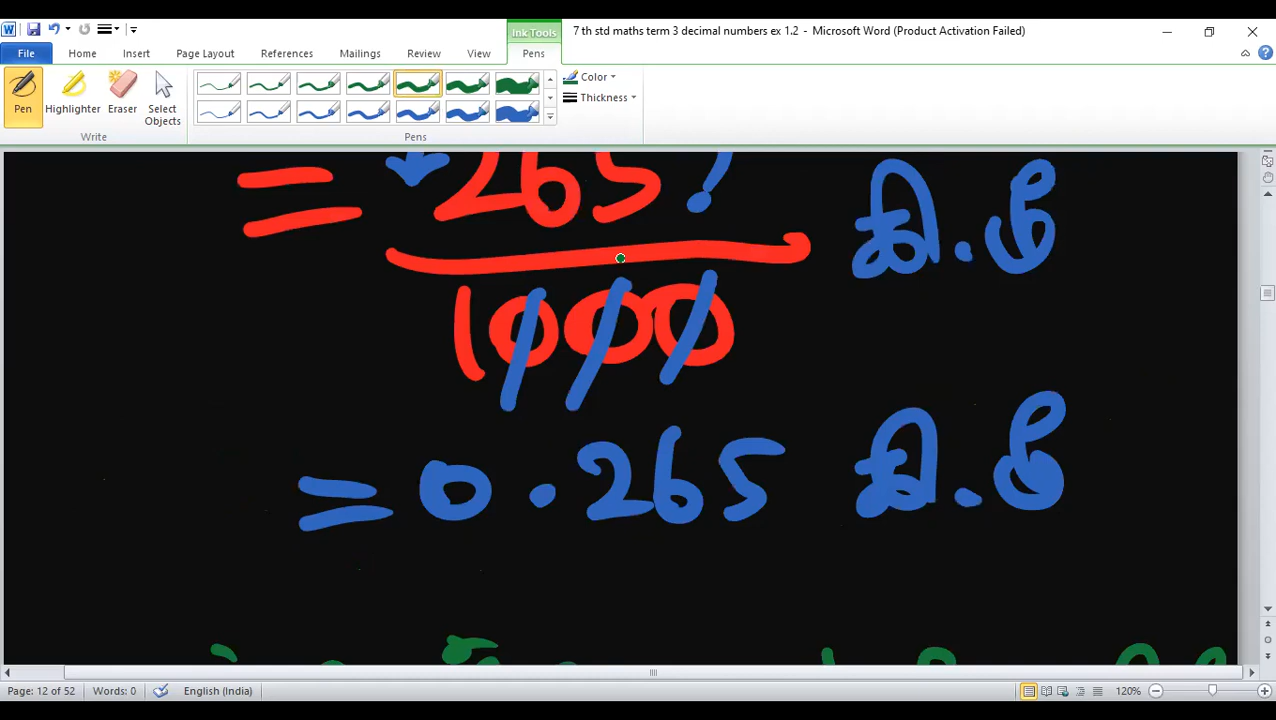 7 th std maths term 3 decimal numbers ex 1.2 - Microsoft Word (Product Activation Failed)
Ink Tools
File Home Insert Page Layout References Mailings Review View Pens
Pen Highlighter Eraser Select Objects
Color
Thickness
Write Pens
= 265 கி.மீ
1000
= 0.265 கி.மீ
Page: 12 of 52 Words: 0 English (India) 120%